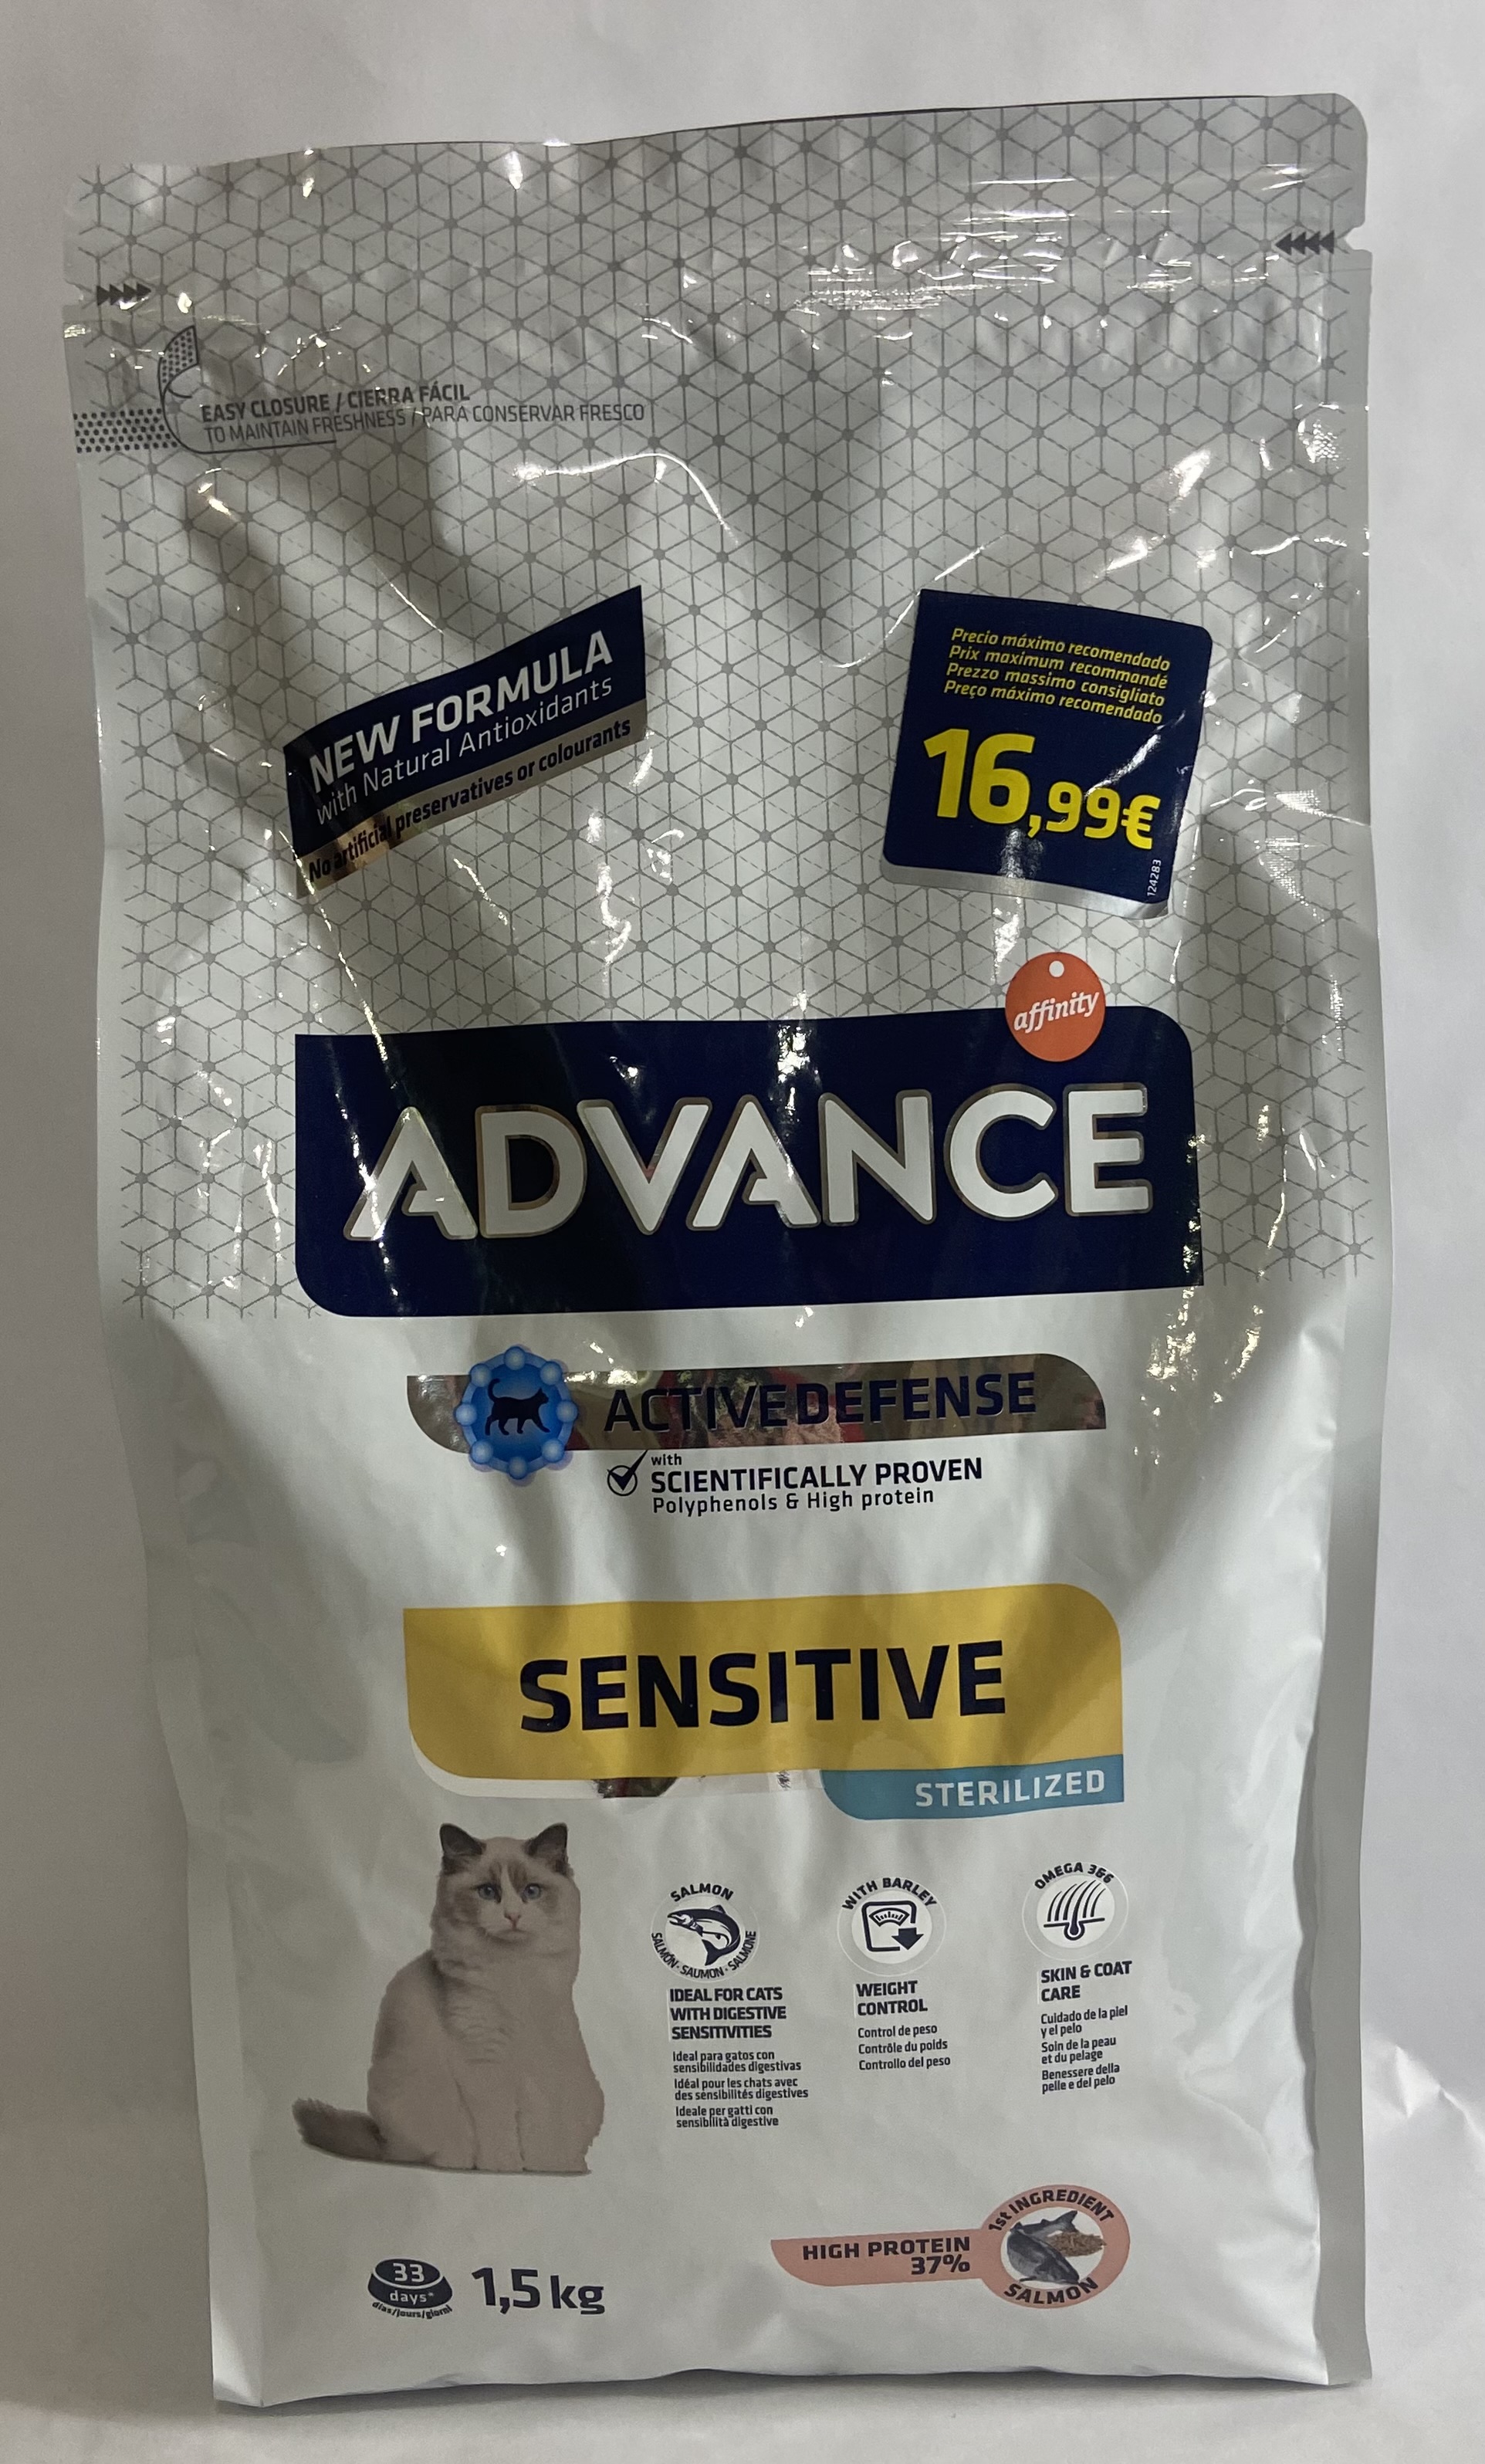 EASY CLOSURE / CIERRA FÁCIL
TO MAINTAIN FRESHNESS / PARA CONSERVAR FRESCO
NEW FORMULA
with Natural Antioxidants
No artificial preservatives or colourants
Precio máximo recomendado
Prix maximum recommandé
Prezzo massimo consigliato
Preço máximo recomendado
16,99€
124283
affinity
ADVANCE
ACTIVEDEFENSE
with
SCIENTIFICALLY PROVEN
Polyphenols & High protein
SENSITIVE
STERILIZED
SALMON
SALMÓN · SAUMON · SALMONE
IDEAL FOR CATS
WITH DIGESTIVE
SENSITIVITIES
Ideal para gatos con
sensibilidades digestivas
Idéal pour les chats avec
des sensibilités digestives
Ideale per gatti con
sensibilità digestive
WITH BARLEY
WEIGHT
CONTROL
Control de peso
Contrôle du poids
Controllo del peso
OMEGA 3&6
SKIN & COAT
CARE
Cuidado de la piel
y el pelo
Soin de la peau
et du pelage
Benessere della
pelle e del pelo
33
days*
días/jours/giorni
1,5 kg
HIGH PROTEIN
37%
1st INGREDIENT
SALMON